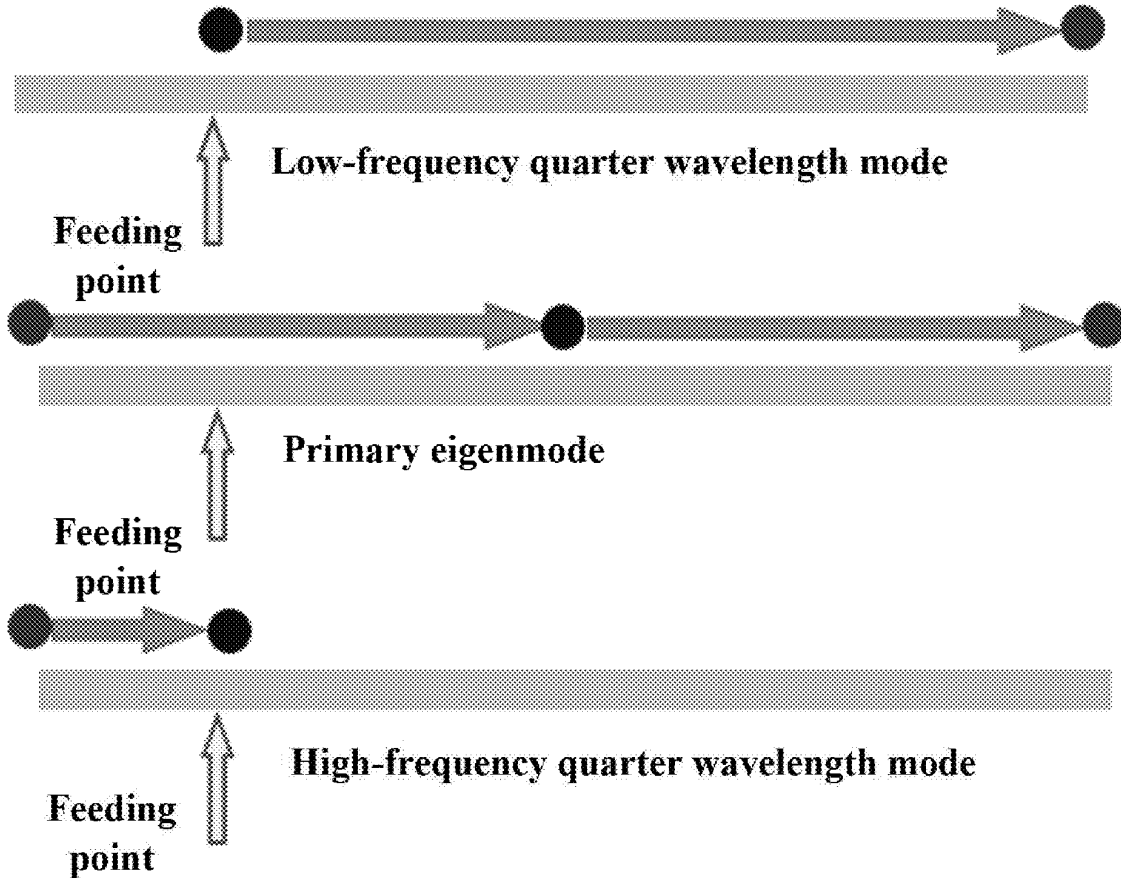 Low-frequency quarter wavelength mode
Feeding
point
Primary eigenmode
Feeding
point
High-frequency quarter wavelength mode
Feeding
point